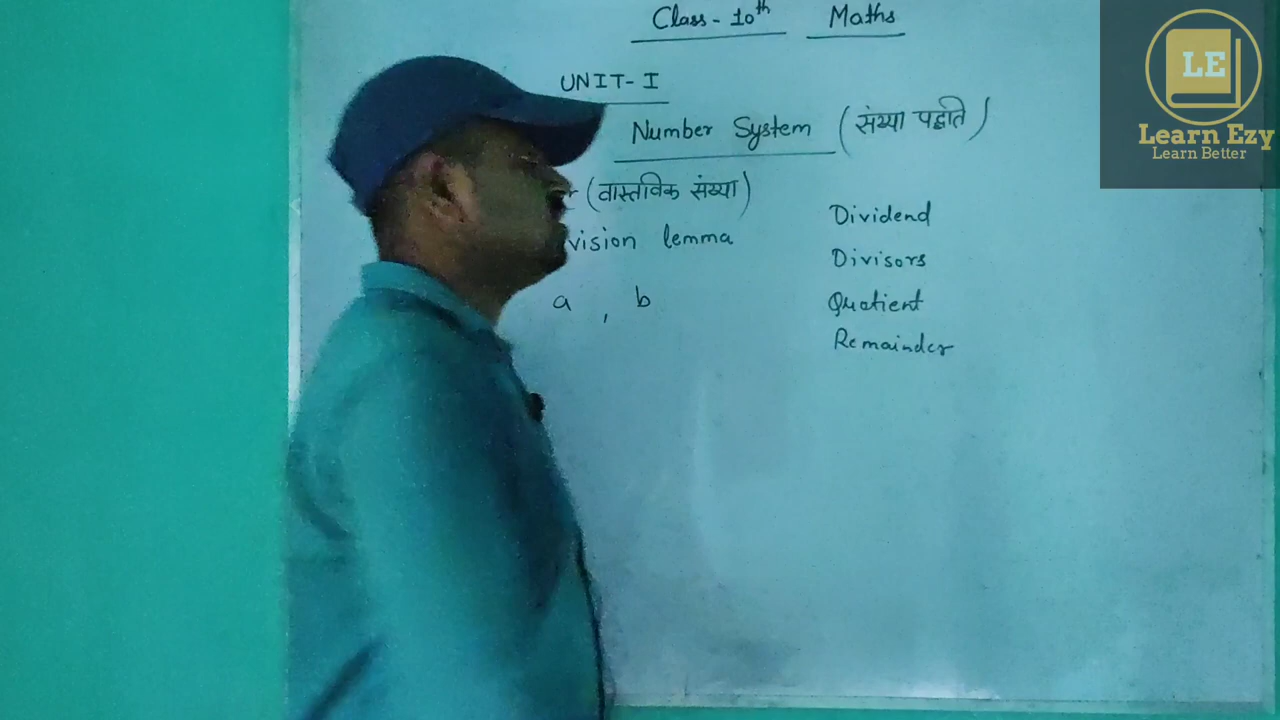 Class - 10th Maths
UNIT - I
Number System (संख्या पद्धति)
(वास्तविक संख्या)
vision lemma
a , b
Dividend
Divisors
Quatient
Remainder
LE
Learn Ezy
Learn Better